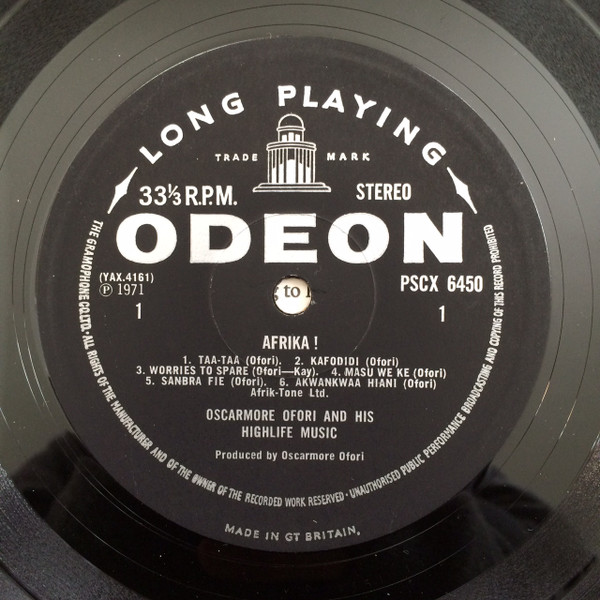 LONG PLAYING
TRADE MARK
33⅓ R.P.M. STEREO
ODEON
(YAX.4161)
Ⓟ 1971 PSCX 6450
1 1
to
AFRIKA !
1. TAA-TAA (Ofori). 2. KAFODIDI (Ofori)
3. WORRIES TO SPARE (Ofori—Kay). 4. MASU WE KE (Ofori)
5. SANBRA FIE (Ofori). 6. AKWANKWAA HIANI (Ofori)
Afrik-Tone Ltd.
OSCARMORE OFORI AND HIS
HIGHLIFE MUSIC
Produced by Oscarmore Ofori
THE GRAMOPHONE CO. LTD. · ALL RIGHTS OF THE MANUFACTURER AND OF THE OWNER OF THE RECORDED WORK RESERVED · UNAUTHORISED PUBLIC PERFORMANCE BROADCASTING AND COPYING OF THIS RECORD PROHIBITED
MADE IN GT BRITAIN.